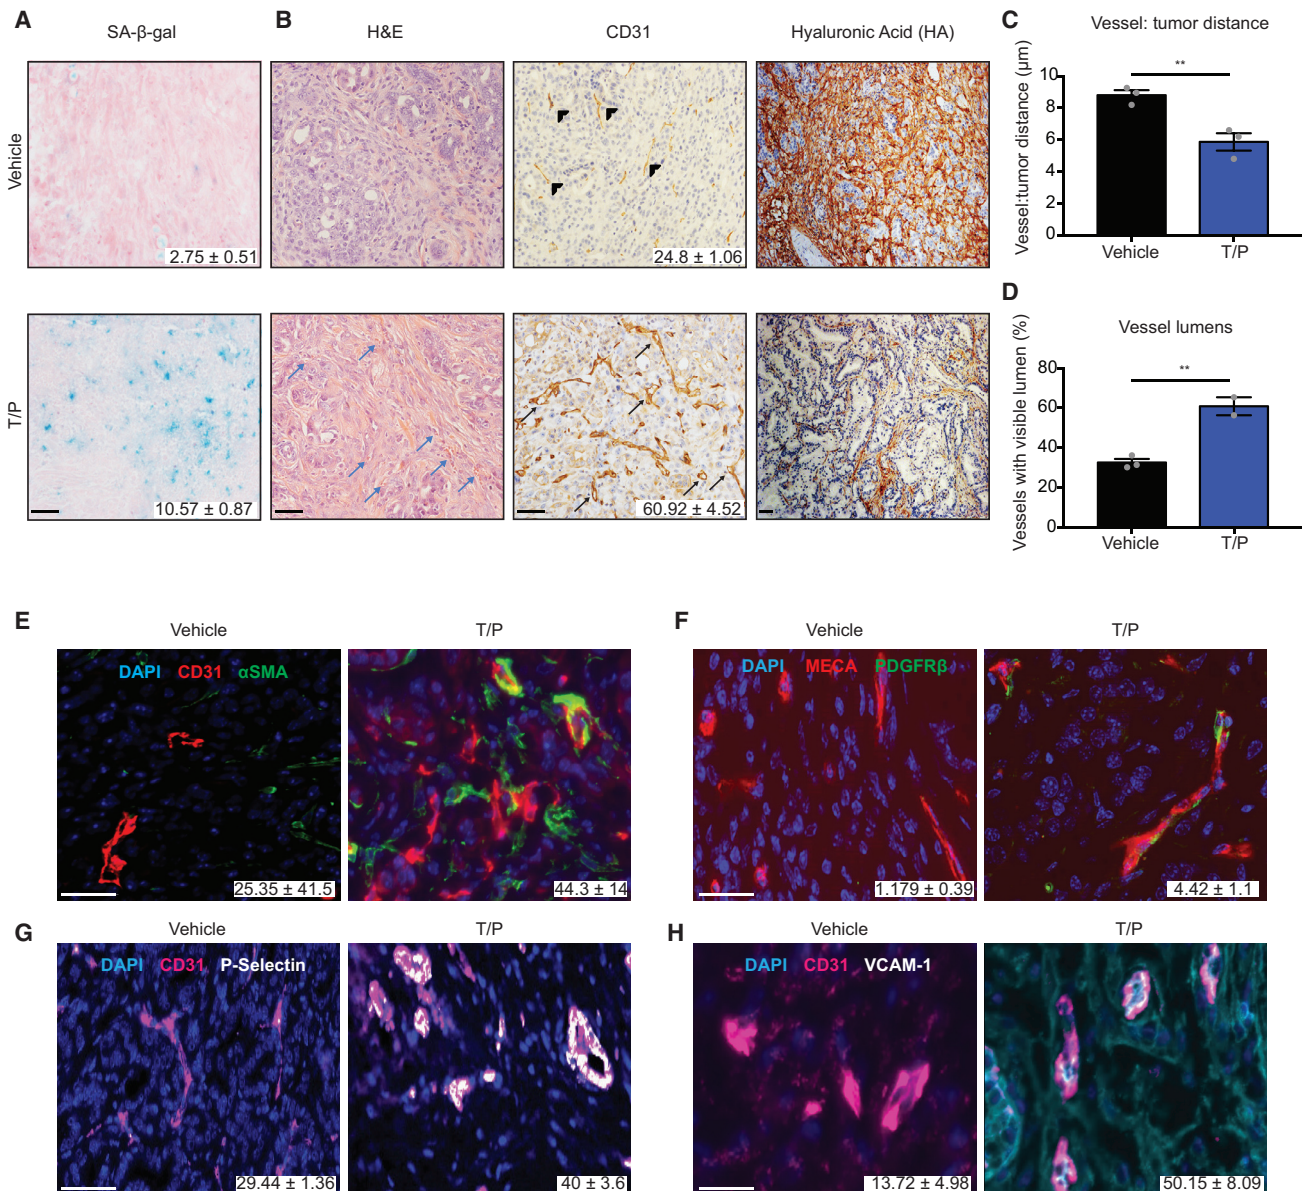 A
B
C
SA-β-gal
H&E
CD31
Hyaluronic Acid (HA)
Vessel: tumor distance
Vehicle
2.75 ± 0.51
24.8 ± 1.06
Vessel:tumor distance (μm)
10
8
6
4
2
0
**
Vehicle
T/P
T/P
10.57 ± 0.87
60.92 ± 4.52
D
Vessel lumens
Vessels with visible lumen (%)
80
60
40
20
0
**
Vehicle
T/P
E
Vehicle
T/P
DAPI CD31 αSMA
25.35 ± 41.5
44.3 ± 14
F
Vehicle
T/P
DAPI MECA PDGFRβ
1.179 ± 0.39
4.42 ± 1.1
G
Vehicle
T/P
DAPI CD31 P-Selectin
29.44 ± 1.36
40 ± 3.6
H
Vehicle
T/P
DAPI CD31 VCAM-1
13.72 ± 4.98
50.15 ± 8.09